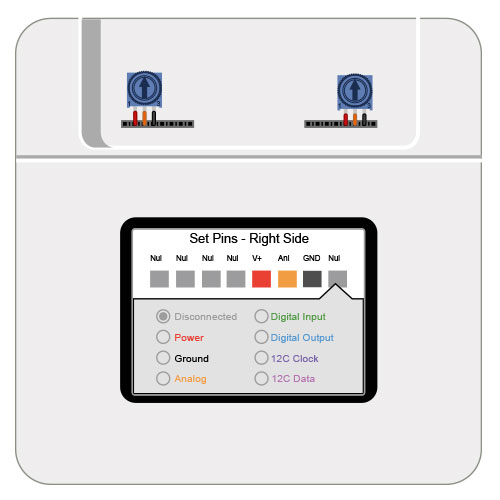 Set Pins - Right Side
Nul Nul Nul Nul V+ Anl GND Nul
Disconnected Digital Input
Power Digital Output
Ground 12C Clock
Analog 12C Data